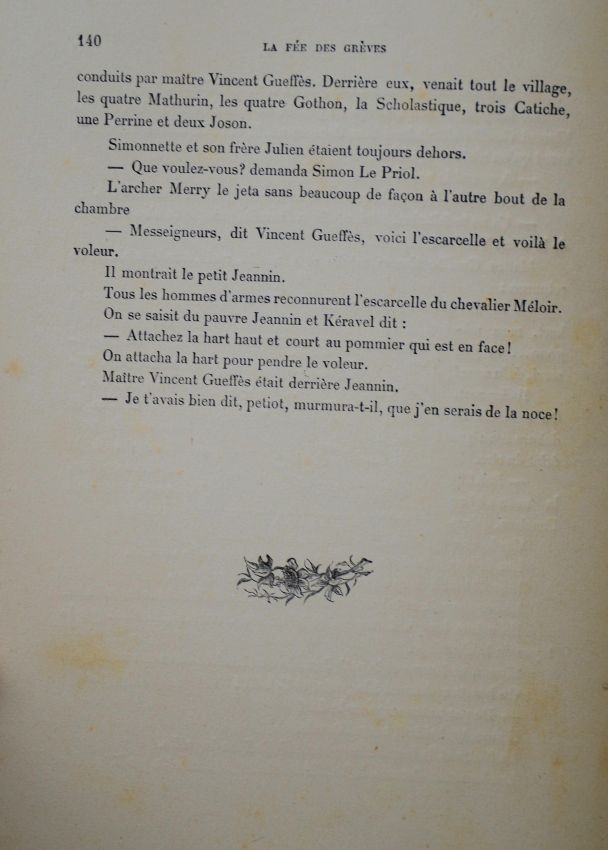 140
LA FÉE DES GRÈVES
conduits par maître Vincent Gueffès. Derrière eux, venait tout le village,
les quatre Mathurin, les quatre Gothon, la Scholastique, trois Catiche,
une Perrine et deux Joson.
Simonnette et son frère Julien étaient toujours dehors.
— Que voulez-vous? demanda Simon Le Priol.
L'archer Merry le jeta sans beaucoup de façon à l'autre bout de la
chambre
— Messeigneurs, dit Vincent Gueffès, voici l'escarcelle et voilà le
voleur.
Il montrait le petit Jeannin.
Tous les hommes d'armes reconnurent l'escarcelle du chevalier Méloir.
On se saisit du pauvre Jeannin et Kéravel dit :
— Attachez la hart haut et court au pommier qui est en face!
On attacha la hart pour pendre le voleur.
Maître Vincent Gueffès était derrière Jeannin.
— Je t'avais bien dit, petiot, murmura-t-il, que j'en serais de la noce!